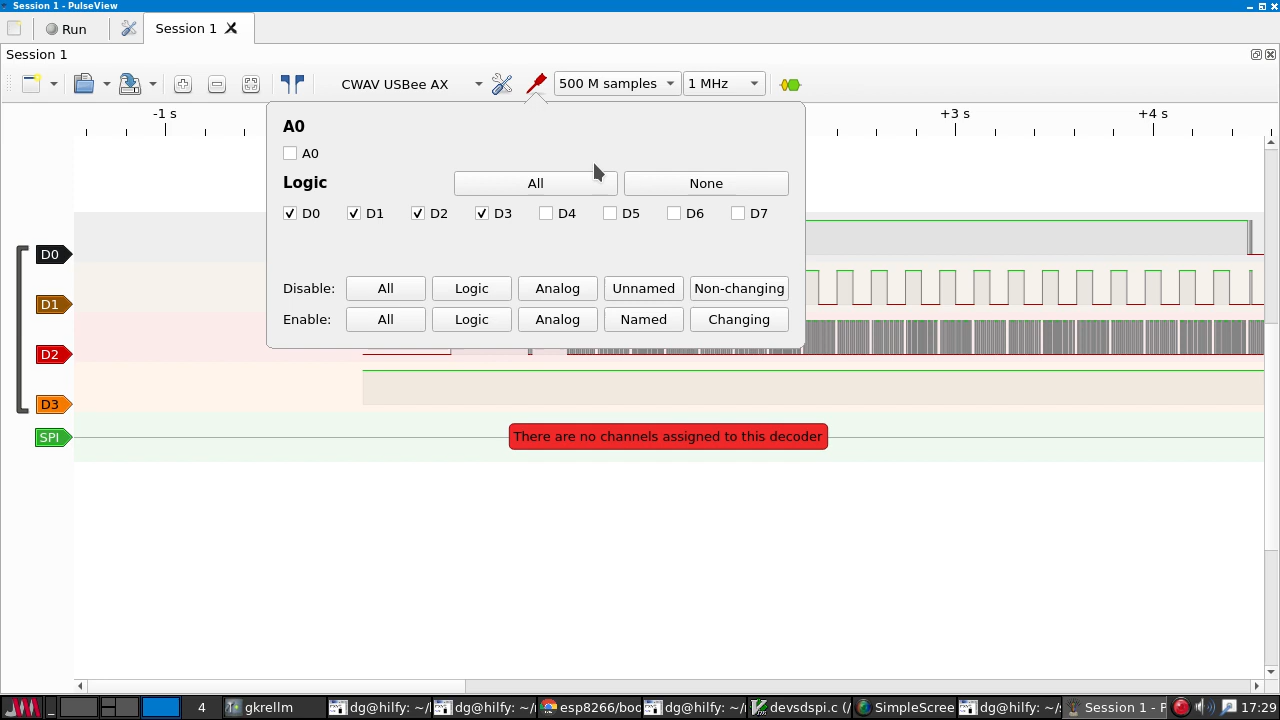 Session 1 - PulseView
Run
Session 1
Session 1
CWAV USBee AX
500 M samples
1 MHz
-1 s
+3 s
+4 s
A0
A0
Logic
All
None
D0
D1
D2
D3
D4
D5
D6
D7
Disable:
All
Logic
Analog
Unnamed
Non-changing
Enable:
All
Logic
Analog
Named
Changing
D0
D1
D2
D3
SPI
There are no channels assigned to this decoder
4
gkrellm
dg@hilfy: ~/
dg@hilfy: ~/
esp8266/boo
dg@hilfy: ~/
devsdspi.c (/
SimpleScree
dg@hilfy: ~/
Session 1 - P
17:29